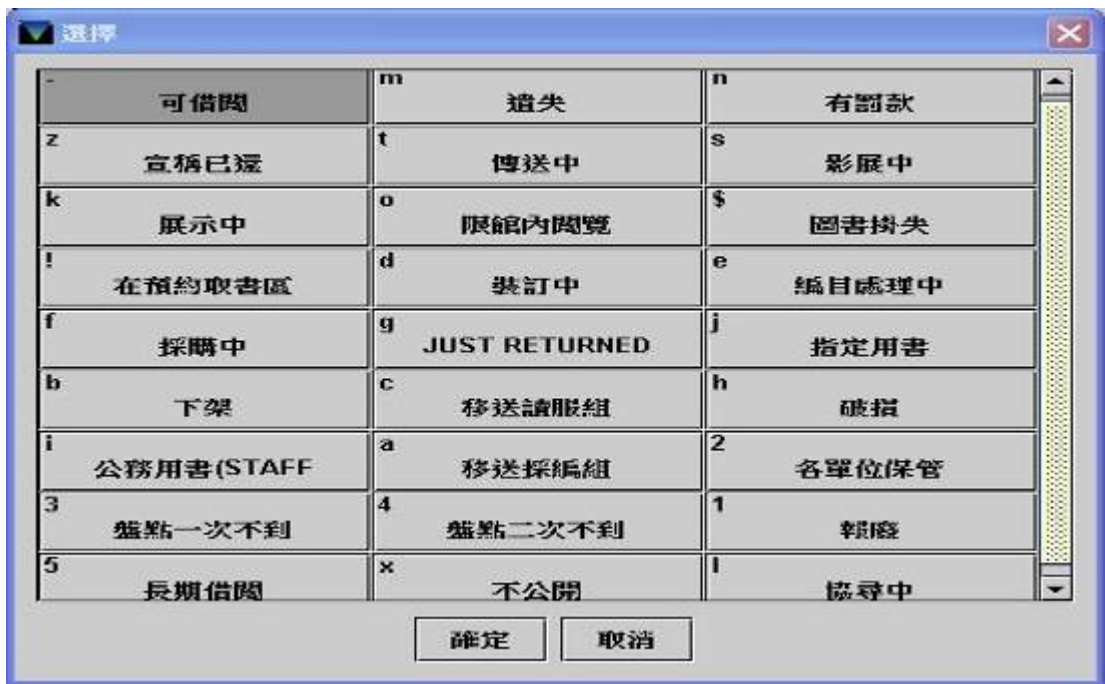 選擇
- m n
可借閱 遺失 有罰款
z t s
宣稱已還 傳送中 影展中
k o $
展示中 限館內閱覽 圖書掛失
! d e
在預約取書區 裝訂中 編目處理中
f g j
採購中 JUST RETURNED 指定用書
b c h
下架 移送讀服組 破損
i a 2
公務用書(STAFF 移送採編組 各單位保管
3 4 1
盤點一次不到 盤點二次不到 報廢
5 x l
長期借閱 不公開 協尋中
確定 取消